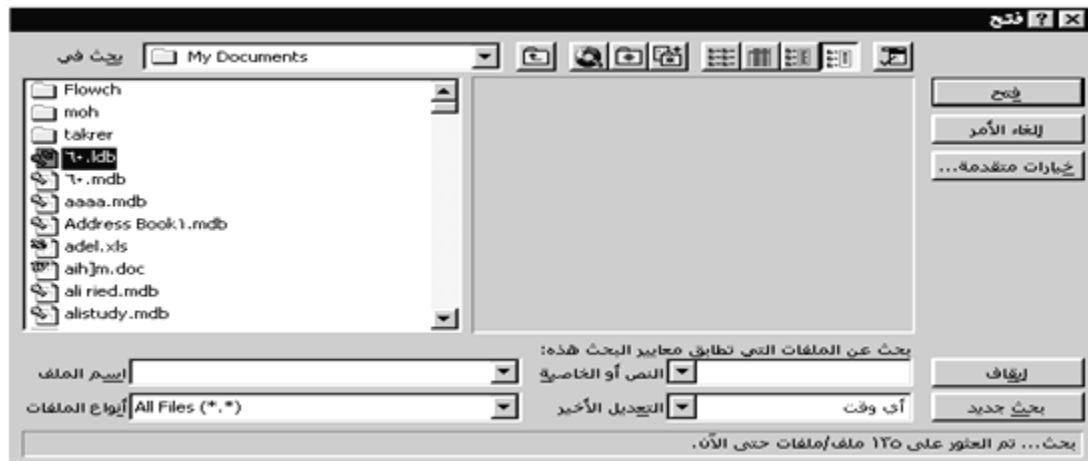 فتح
بحث في My Documents
Flowch
moh
takrer
٦٠.ldb
٦٠.mdb
aaaa.mdb
Address Book١.mdb
adel.xls
aih]m.doc
ali ried.mdb
alistudy.mdb
فتح
إلغاء الأمر
خيارات متقدمة...
بحث عن الملفات التي تطابق معايير البحث هذه:
اسم الملف
النص أو الخاصية
إيقاف
أنواع الملفات All Files (*.*)
التعديل الأخير أي وقت
بحث جديد
بحث... تم العثور على ١٣٥ ملف/ملفات حتى الآن.